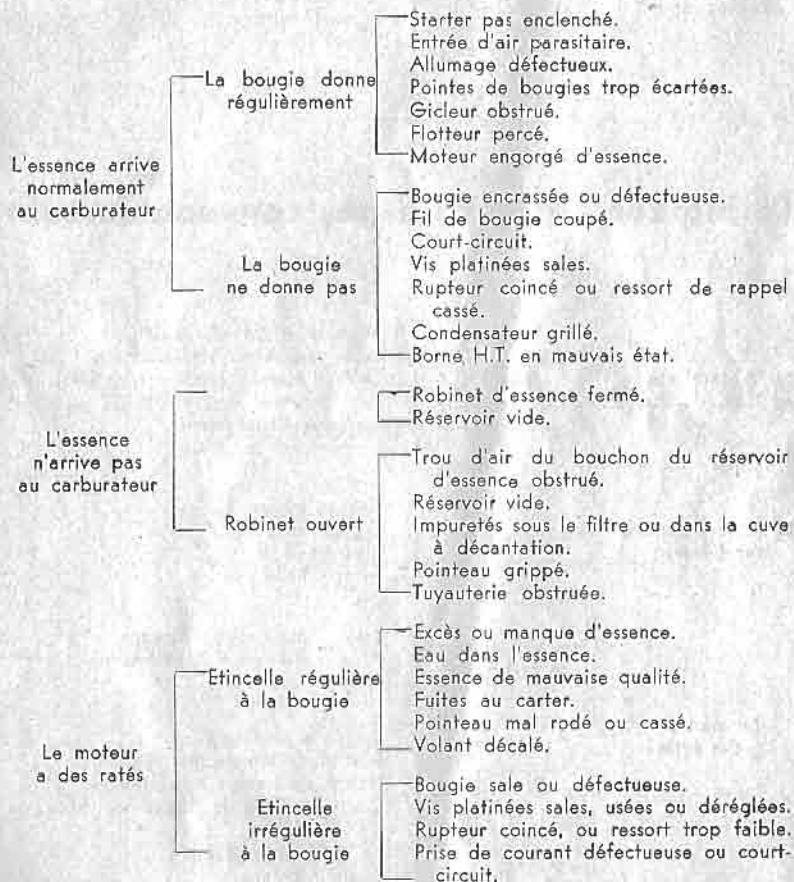 L'essence arrive
normalement
au carburateur
La bougie donne
régulièrement
Starter pas enclenché.
Entrée d'air parasitaire.
Allumage défectueux.
Pointes de bougies trop écartées.
Gicleur obstrué.
Flotteur percé.
Moteur engorgé d'essence.
La bougie
ne donne pas
Bougie encrassée ou défectueuse.
Fil de bougie coupé.
Court-circuit.
Vis platinées sales.
Rupteur coincé ou ressort de rappel
cassé.
Condensateur grillé.
Borne H.T. en mauvais état.
L'essence
n'arrive pas
au carburateur
Robinet d'essence fermé.
Réservoir vide.
Robinet ouvert
Trou d'air du bouchon du réservoir
d'essence obstrué.
Réservoir vide.
Impuretés sous le filtre ou dans la cuve
à décantation.
Pointeau grippé.
Tuyauterie obstruée.
Le moteur
a des ratés
Etincelle régulière
à la bougie
Excès ou manque d'essence.
Eau dans l'essence.
Essence de mauvaise qualité.
Fuites au carter.
Pointeau mal rodé ou cassé.
Volant décalé.
Etincelle
irrégulière
à la bougie
Bougie sale ou défectueuse.
Vis platinées sales, usées ou déréglées.
Rupteur coincé, ou ressort trop faible.
Prise de courant défectueuse ou court-
circuit.